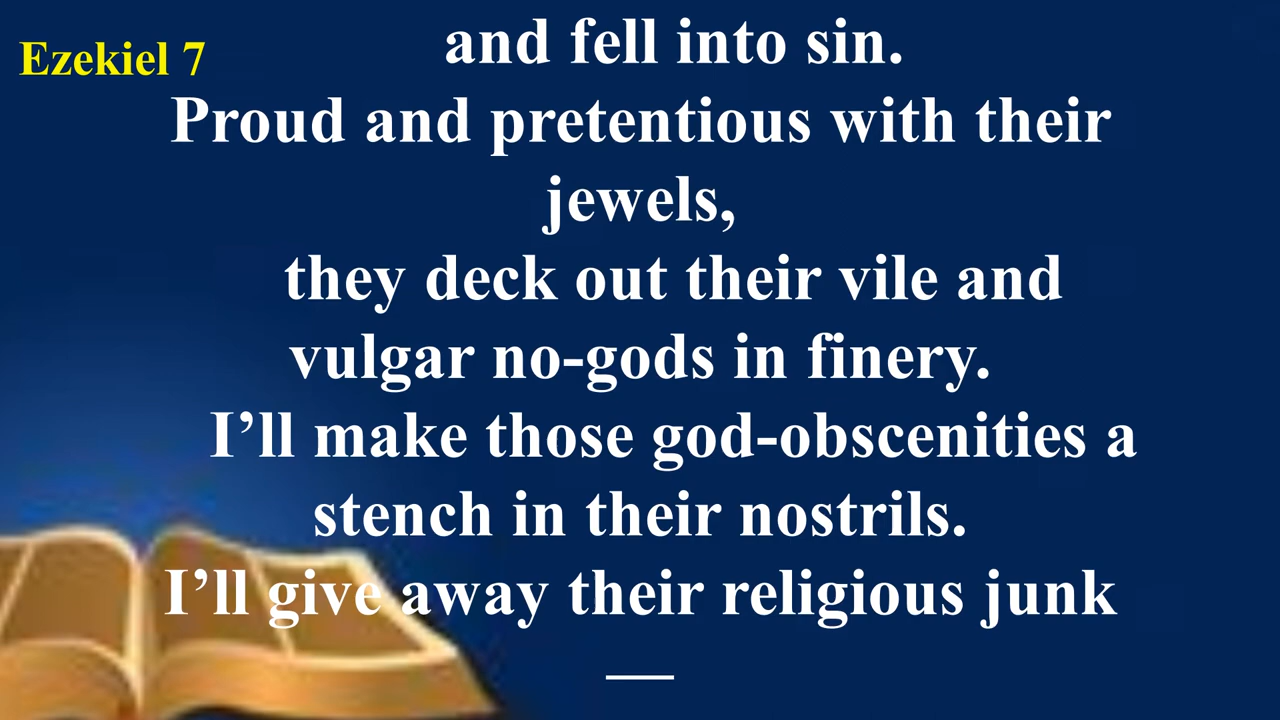 Ezekiel 7
and fell into sin.
Proud and pretentious with their
jewels,
they deck out their vile and
vulgar no-gods in finery.
I’ll make those god-obscenities a
stench in their nostrils.
I’ll give away their religious junk
—